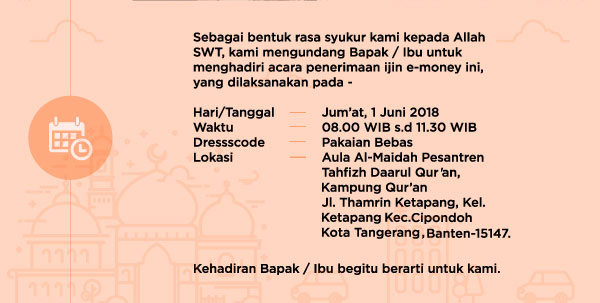 Sebagai bentuk rasa syukur kami kepada Allah
SWT, kami mengundang Bapak / Ibu untuk
menghadiri acara penerimaan ijin e-money ini,
yang dilaksanakan pada -
Hari/Tanggal — Jum'at, 1 Juni 2018
Waktu — 08.00 WIB s.d 11.30 WIB
Dressscode — Pakaian Bebas
Lokasi — Aula Al-Maidah Pesantren
Tahfizh Daarul Qur'an,
Kampung Qur'an
Jl. Thamrin Ketapang, Kel.
Ketapang Kec.Cipondoh
Kota Tangerang, Banten-15147.
Kehadiran Bapak / Ibu begitu berarti untuk kami.